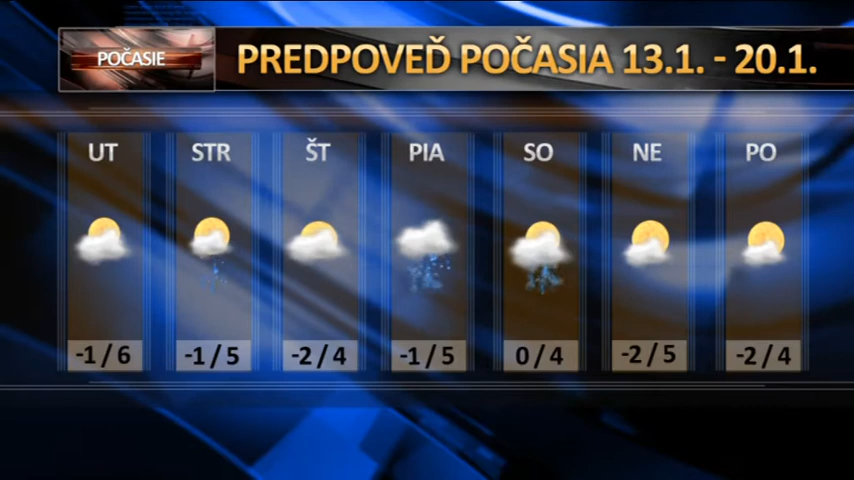 POČASIE
PREDPOVEĎ POČASIA 13.1. - 20.1.
UT STR ŠT PIA SO NE PO
-1 / 6 -1 / 5 -2 / 4 -1 / 5 0 / 4 -2 / 5 -2 / 4